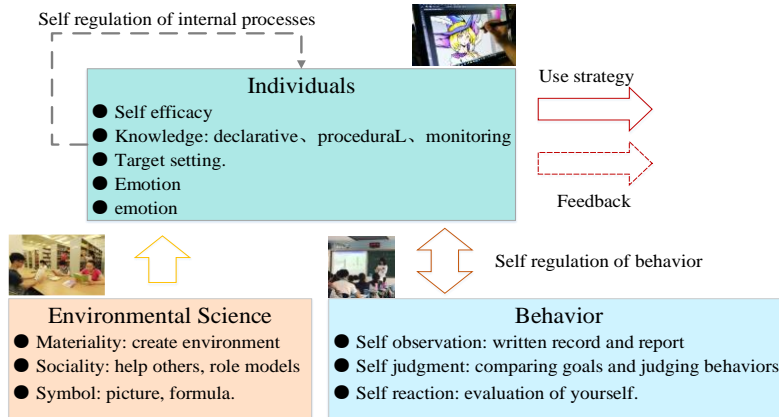 Self regulation of internal processes
Individuals
● Self efficacy
● Knowledge: declarative、proceduraL、monitoring
● Target setting.
● Emotion
● emotion
Use strategy
Feedback
Self regulation of behavior
Environmental Science
● Materiality: create environment
● Sociality: help others, role models
● Symbol: picture, formula.
Behavior
● Self observation: written record and report
● Self judgment: comparing goals and judging behaviors
● Self reaction: evaluation of yourself.